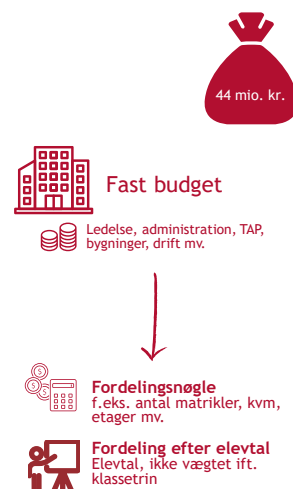 44 mio. kr.
Fast budget
Ledelse, administration, TAP,
bygninger, drift mv.
Fordelingsnøgle
f.eks. antal matrikler, kvm,
etager mv.
Fordeling efter elevtal
Elevtal, ikke vægtet ift.
klassetrin